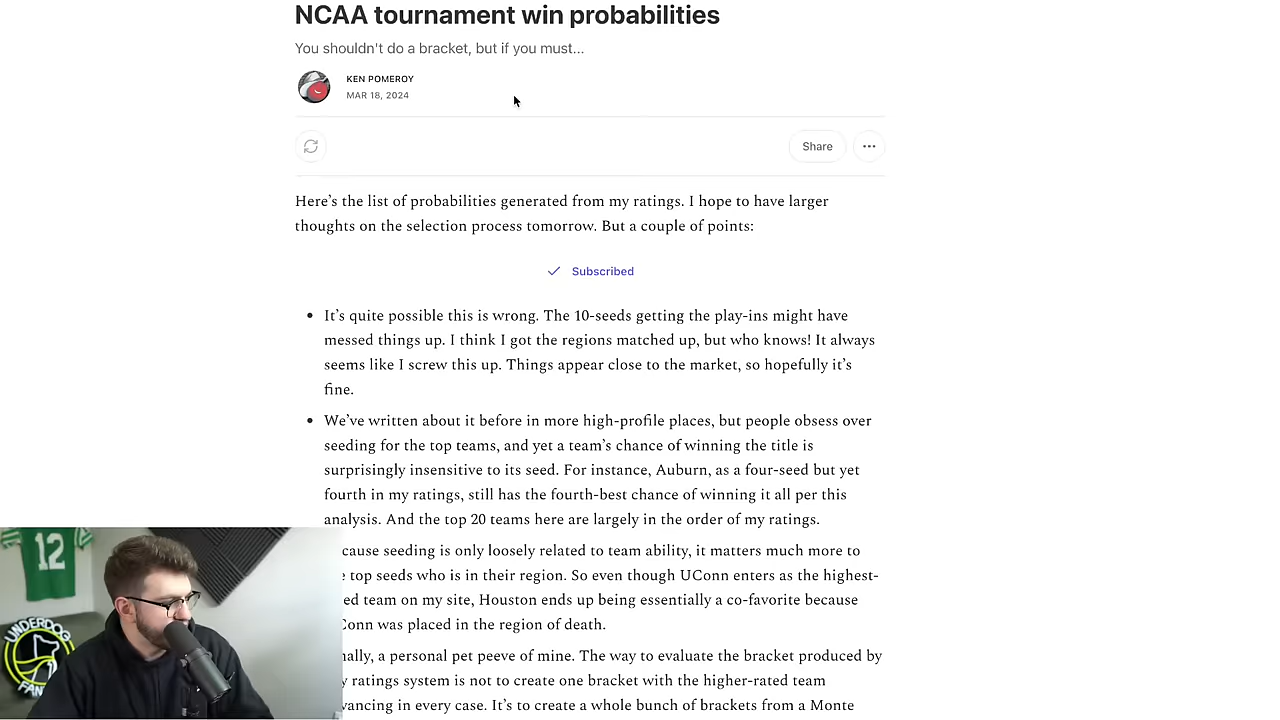 NCAA tournament win probabilities
You shouldn't do a bracket, but if you must...
KEN POMEROY
MAR 18, 2024
Share
Here’s the list of probabilities generated from my ratings. I hope to have larger
thoughts on the selection process tomorrow. But a couple of points:
Subscribed
It’s quite possible this is wrong. The 10-seeds getting the play-ins might have
messed things up. I think I got the regions matched up, but who knows! It always
seems like I screw this up. Things appear close to the market, so hopefully it’s
fine.
We’ve written about it before in more high-profile places, but people obsess over
seeding for the top teams, and yet a team’s chance of winning the title is
surprisingly insensitive to its seed. For instance, Auburn, as a four-seed but yet
fourth in my ratings, still has the fourth-best chance of winning it all per this
analysis. And the top 20 teams here are largely in the order of my ratings.
cause seeding is only loosely related to team ability, it matters much more to
e top seeds who is in their region. So even though UConn enters as the highest-
ed team on my site, Houston ends up being essentially a co-favorite because
Conn was placed in the region of death.
nally, a personal pet peeve of mine. The way to evaluate the bracket produced by
y ratings system is not to create one bracket with the higher-rated team
vancing in every case. It’s to create a whole bunch of brackets from a Monte
12
UNDERDOG
FAN